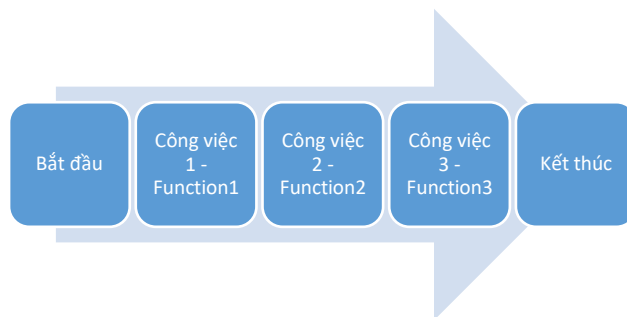 Bắt đầu
Công việc
1 -
Function1
Công việc
2 -
Function2
Công việc
3 -
Function3
Kết thúc